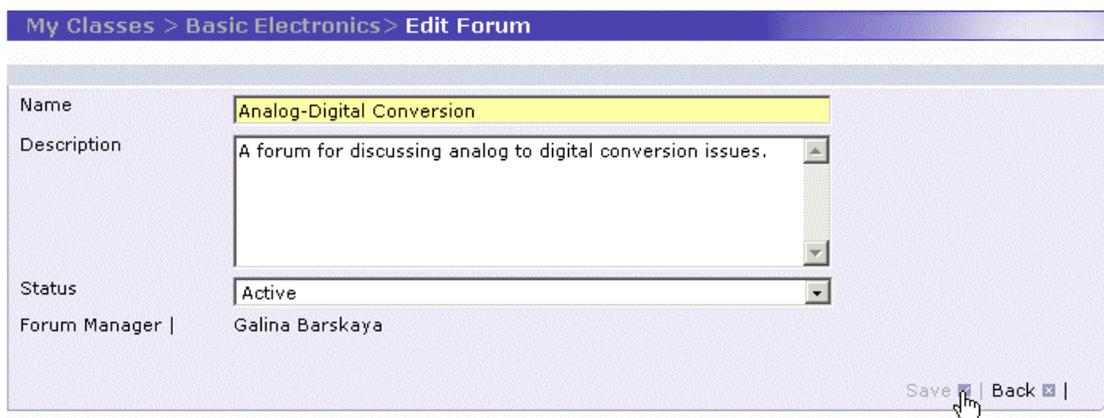 My Classes > Basic Electronics> Edit Forum
Name
Analog-Digital Conversion
Description
A forum for discussing analog to digital conversion issues.
Status
Active
Forum Manager |
Galina Barskaya
Save | Back |